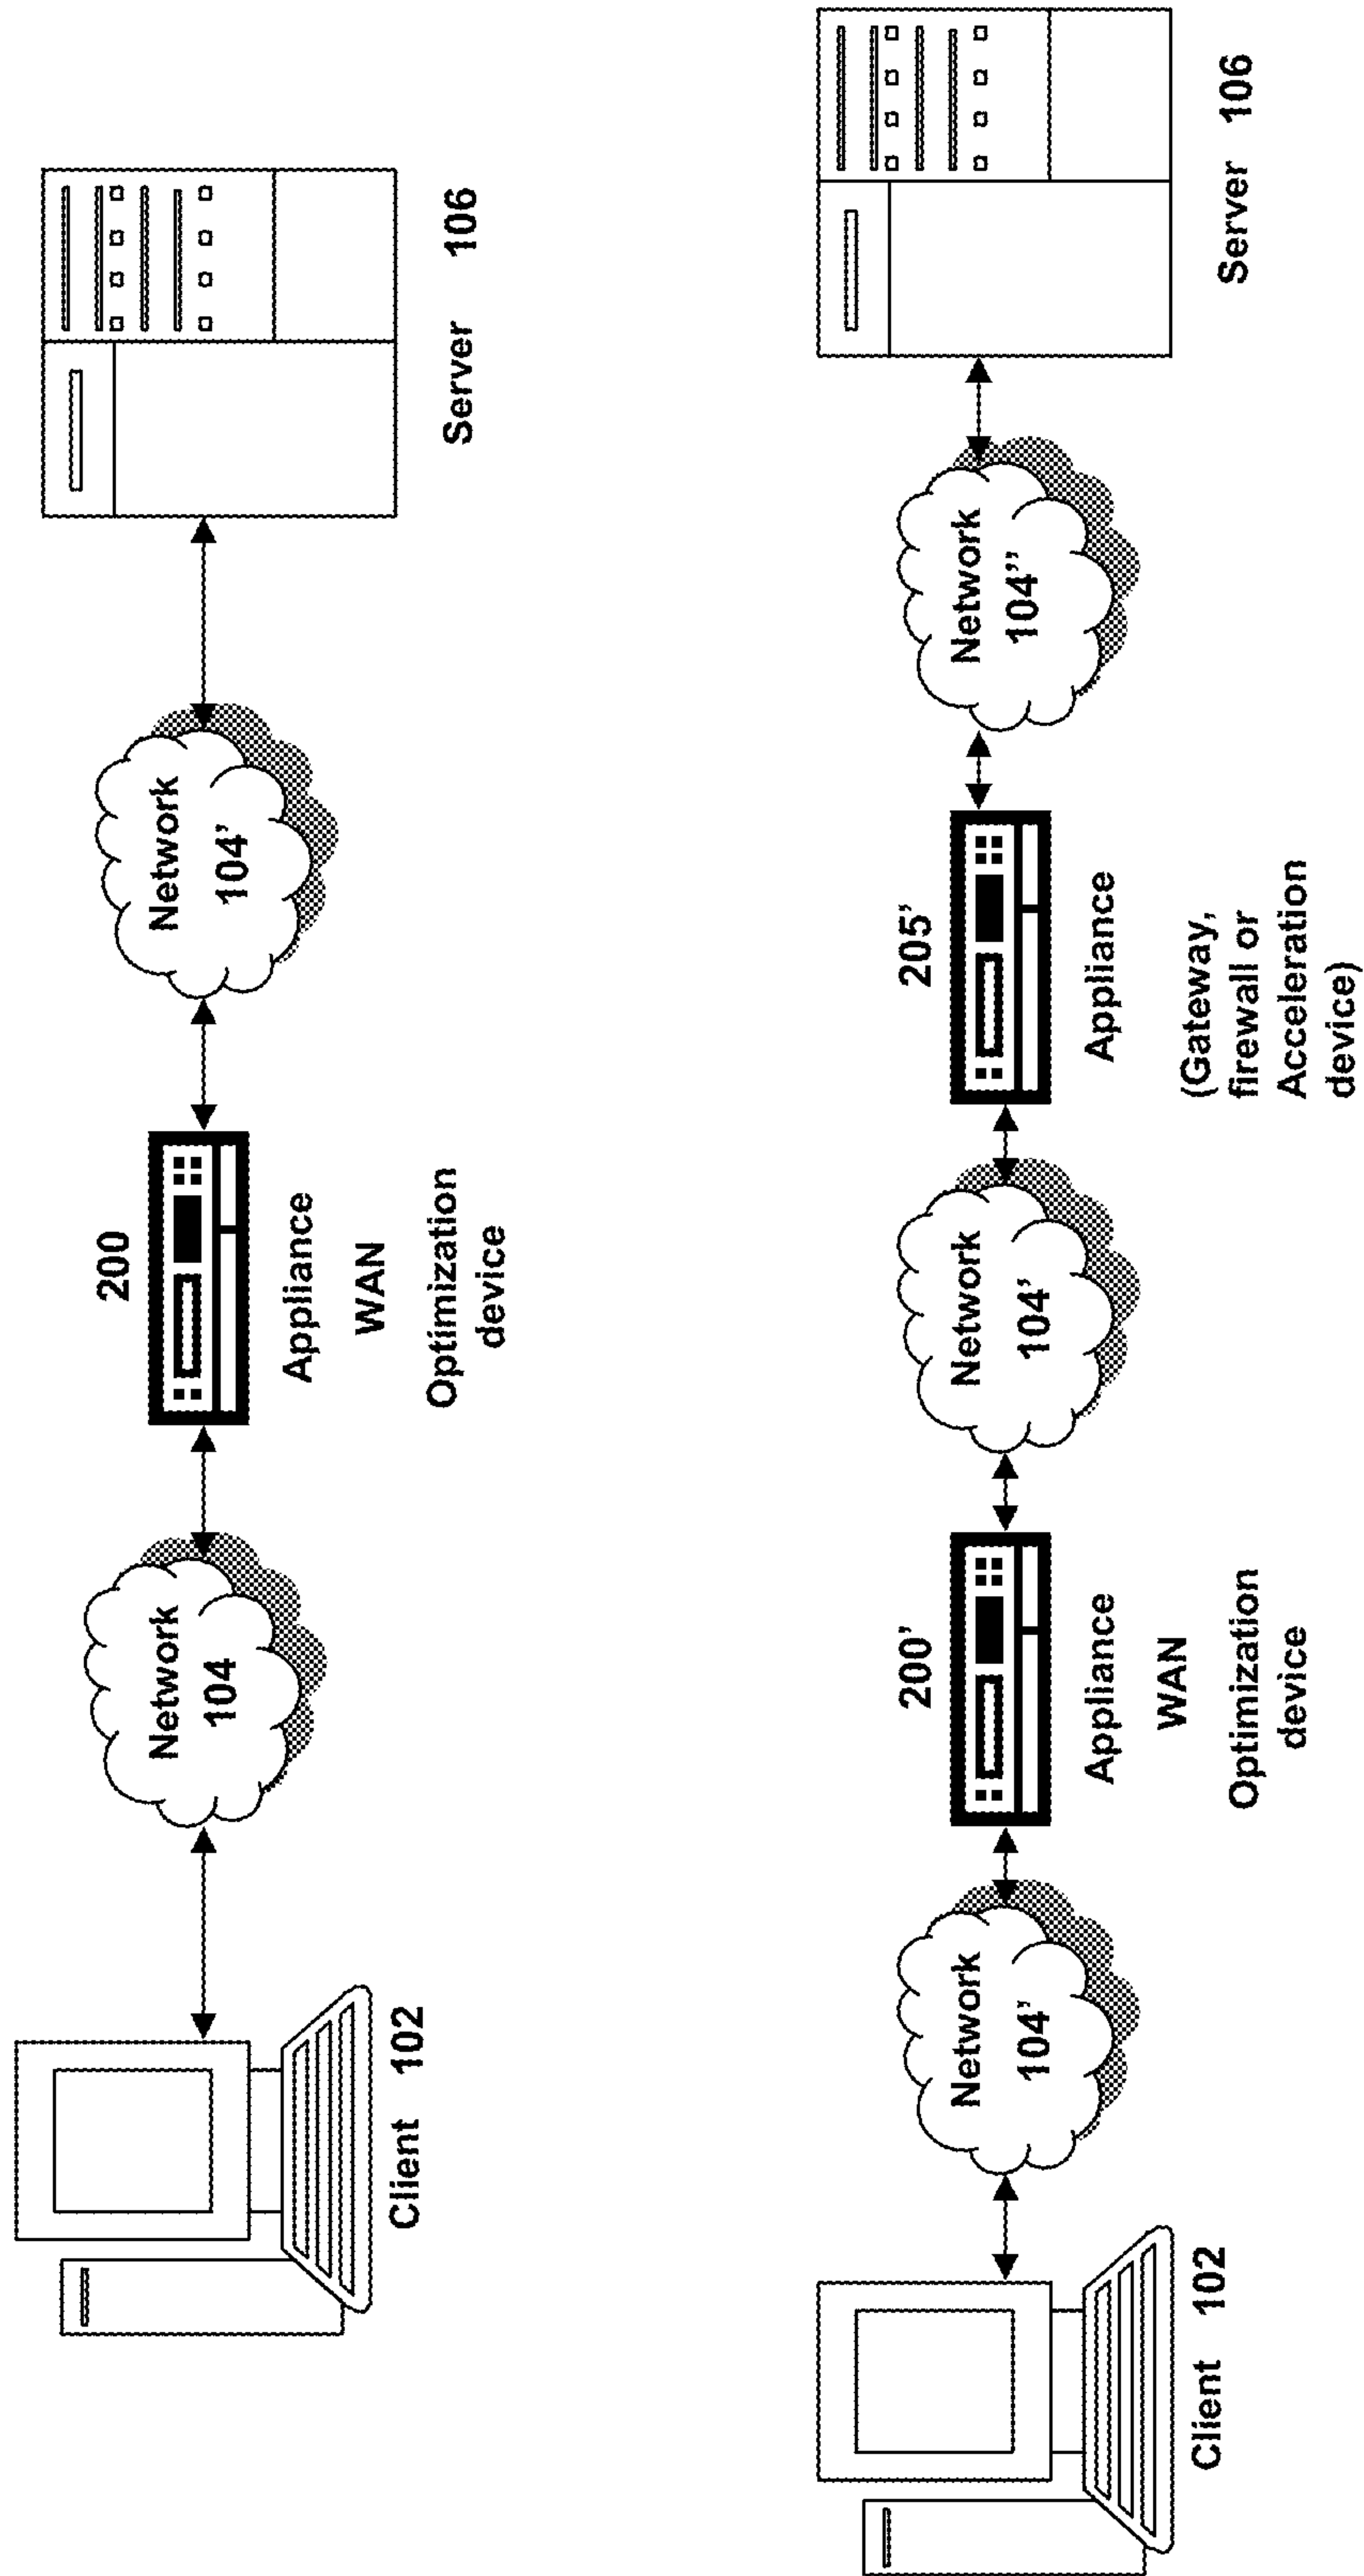 Client 102
Network
104
200
Appliance
WAN
Optimization
device
Network
104'
Server 106
Client 102
Network
104'
200'
Appliance
WAN
Optimization
device
Network
104'
205'
Appliance
(Gateway,
firewall or
Acceleration
device)
Network
104''
Server 106